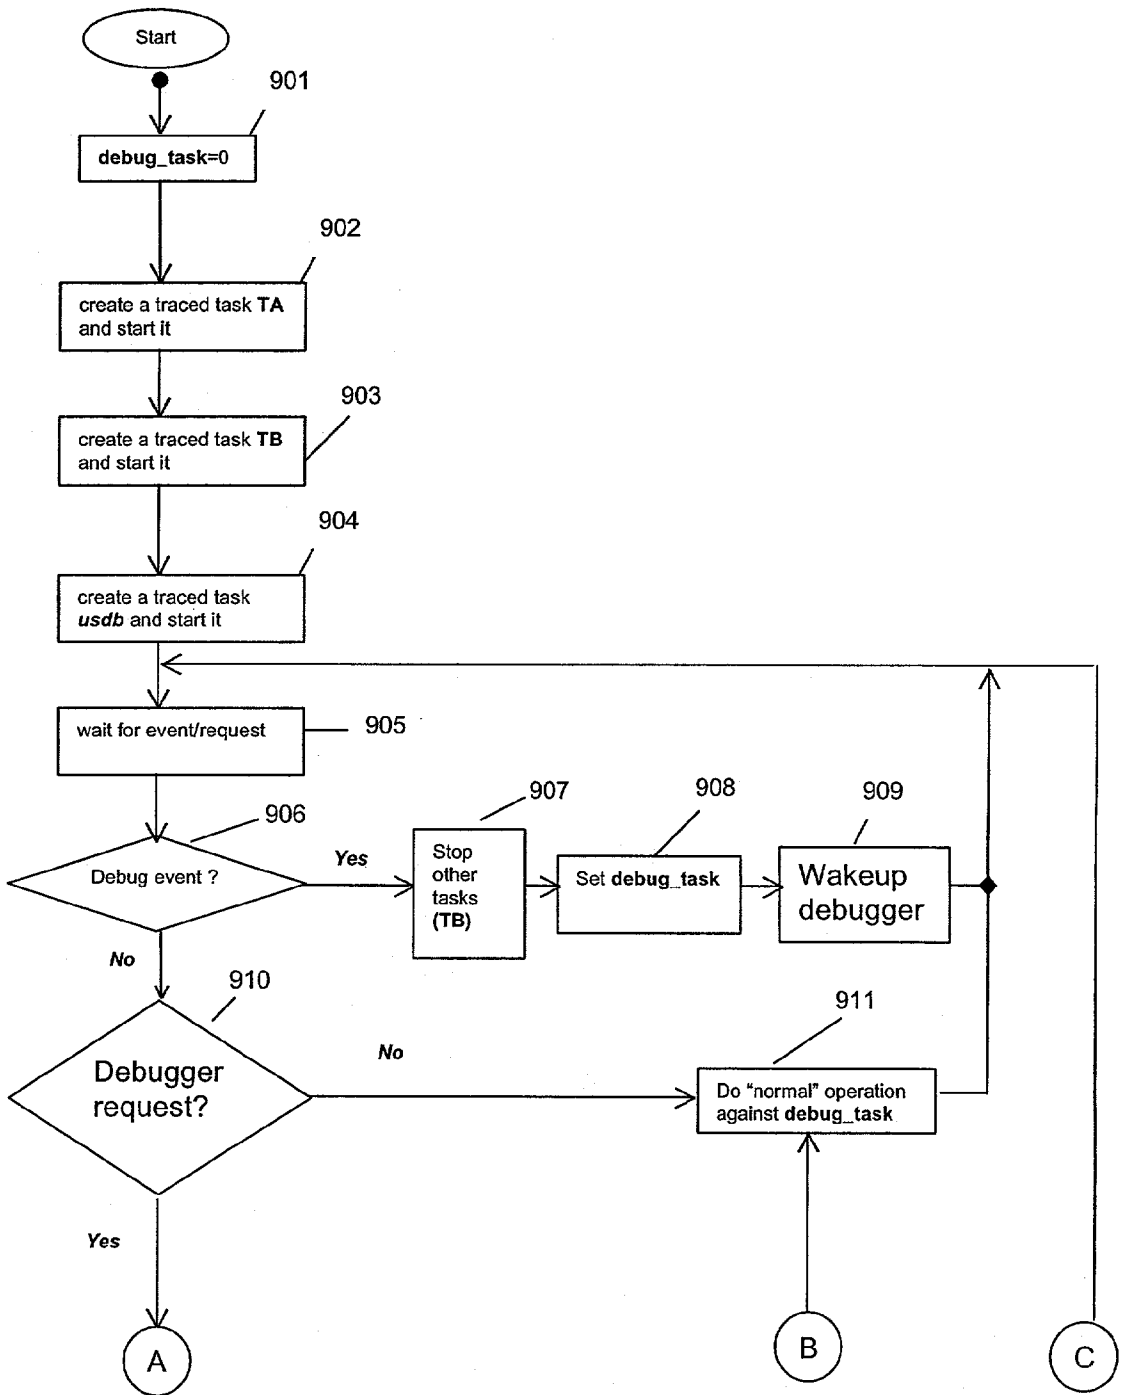 Start
901
debug_task=0
902
create a traced task TA
and start it
903
create a traced task TB
and start it
904
create a traced task
usdb and start it
wait for event/request
905
906
Debug event ?
Yes
907
Stop
other
tasks
(TB)
908
Set debug_task
909
Wakeup
debugger
No
910
Debugger
request?
No
911
Do “normal” operation
against debug_task
Yes
A
B
C